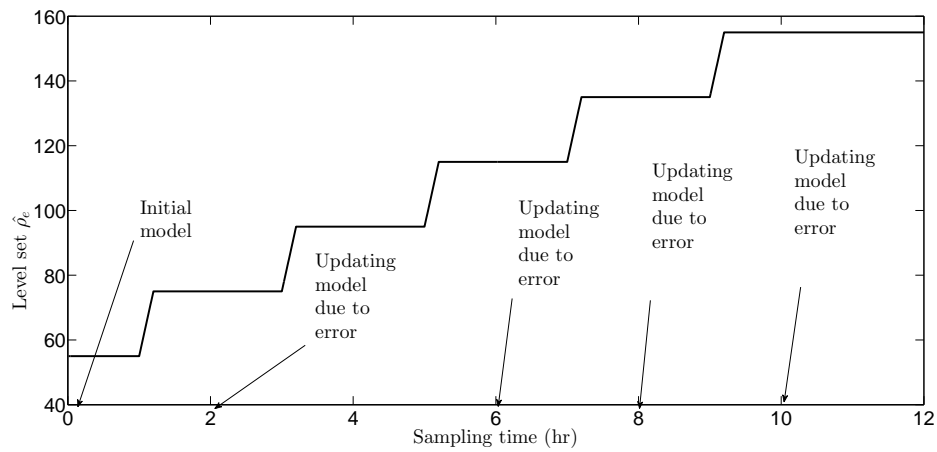 160
140
120
100
80
60
40
Level set ρ̂e
Initial
model
Updating
model
due to
error
Updating
model
due to
error
Updating
model
due to
error
Updating
model
due to
error
0 2 4 6 8 10 12
Sampling time (hr)